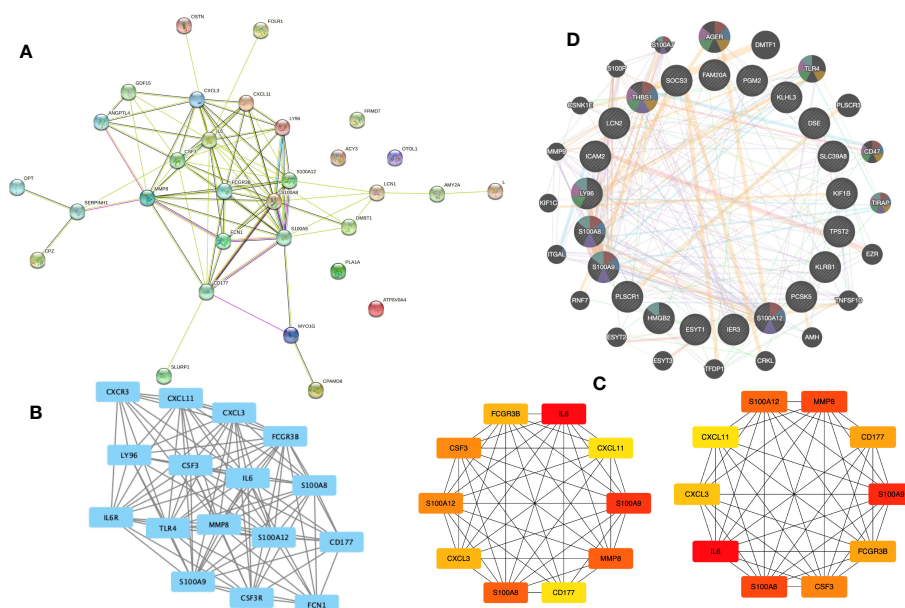 A
OSTN
FOLR1
GDF15
CXCL3
CXCL11
ANGPTL4
IL6
LY96
FRMD7
CSF3
ACY3
OTOL1
DPT
MMP8
FCGR3B
S100A12
S100A8
LCN1
AMY2A
L
SERPINH1
DMBT1
FCN1
S100A9
CPZ
PLA1A
CD177
ATP6V0A4
MYO1G
SLURP1
CPAMD8
D
S100A7
AGER
DMTF1
S100P
SOCS3
FAM20A
PGM2
TLR4
CSNK1E
THBS1
KLHL3
PLSCR3
LCN2
DSE
MMP9
ICAM2
SLC39A8
CD47
KIF1C
LY96
KIF1B
TIRAP
S100A8
TPST2
ITGAL
S100A9
KLRB1
EZR
RNF7
PLSCR1
PCSK5
TNFSF10
HMGB2
ESYT1
IER3
S100A12
ESYT2
AMH
ESYT3
TFDP1
CRKL
B
CXCR3
CXCL11
CXCL3
FCGR3B
LY96
CSF3
IL6
S100A8
IL6R
TLR4
MMP8
S100A12
CD177
S100A9
CSF3R
FCN1
C
FCGR3B
IL6
CSF3
CXCL11
S100A12
S100A9
CXCL3
MMP8
S100A8
CD177
S100A12
MMP8
CXCL11
CD177
CXCL3
S100A9
IL6
FCGR3B
S100A8
CSF3